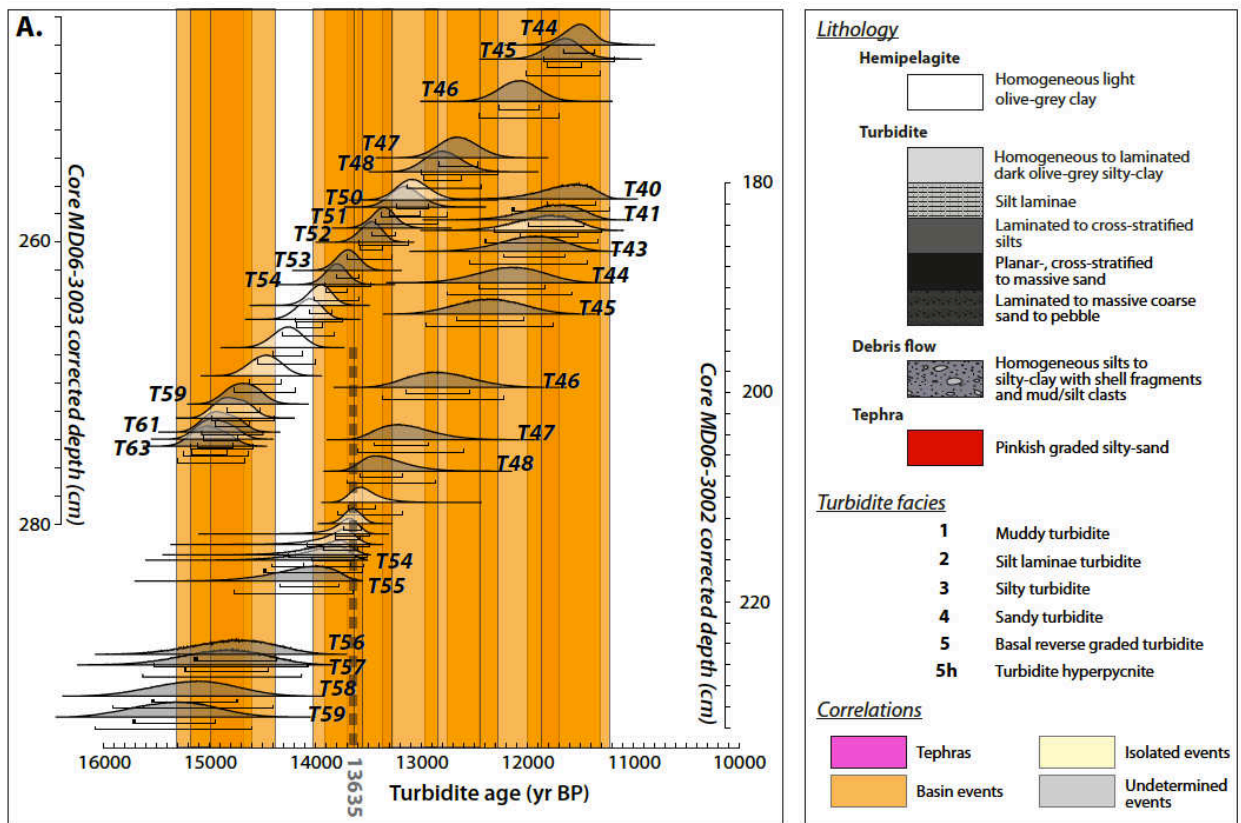 A.
T44
T45
T46
T47
T48
T50
T51
T52
T53
T54
T59
T61
T63
T40
T41
T43
T44
T45
T46
T47
T48
T54
T55
T56
T57
T58
T59
Core MD06-3003 corrected depth (cm)
260
280
Core MD06-3002 corrected depth (cm)
180
200
220
16000
15000
14000
13000
12000
11000
10000
13635
Turbidite age (yr BP)
Lithology
Hemipelagite
Homogeneous light
olive-grey clay
Turbidite
Homogeneous to laminated
dark olive-grey silty-clay
Silt laminae
Laminated to cross-stratified
silts
Planar-, cross-stratified
to massive sand
Laminated to massive coarse
sand to pebble
Debris flow
Homogeneous silts to
silty-clay with shell fragments
and mud/silt clasts
Tephra
Pinkish graded silty-sand
Turbidite facies
1 Muddy turbidite
2 Silt laminae turbidite
3 Silty turbidite
4 Sandy turbidite
5 Basal reverse graded turbidite
5h Turbidite hyperpycnite
Correlations
Tephras
Isolated events
Basin events
Undetermined
events